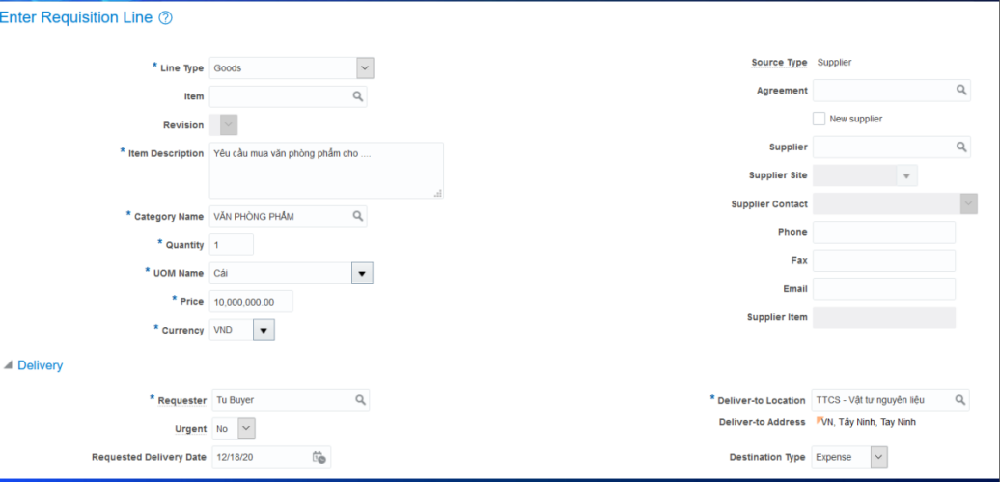 Enter Requisition Line
* Line Type Goods
Item
Revision
* Item Description Yêu cầu mua văn phòng phẩm cho ....
* Category Name VĂN PHÒNG PHẨM
* Quantity 1
* UOM Name Cái
* Price 10,000,000.00
* Currency VND
Source Type Supplier
Agreement
New supplier
Supplier
Supplier Site
Supplier Contact
Phone
Fax
Email
Supplier Item
Delivery
* Requester Tu Buyer
Urgent No
Requested Delivery Date 12/18/20
* Deliver-to Location TTCS - Vật tư nguyên liệu
Deliver-to Address VN, Tây Ninh, Tay Ninh
Destination Type Expense